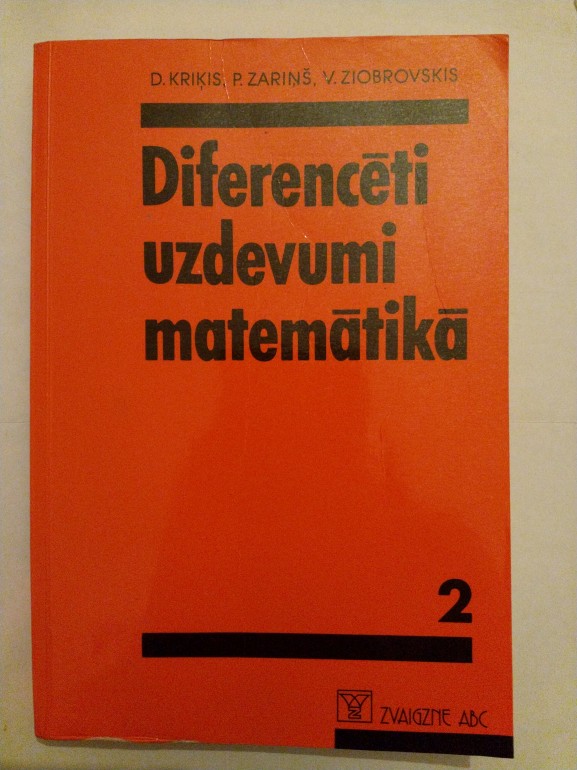 D. KRIĶIS, P. ZARIŅŠ, V. ZIOBROVSKIS
Diferencēti
uzdevumi
matemātikā
2
ZVAIGZNE ABC